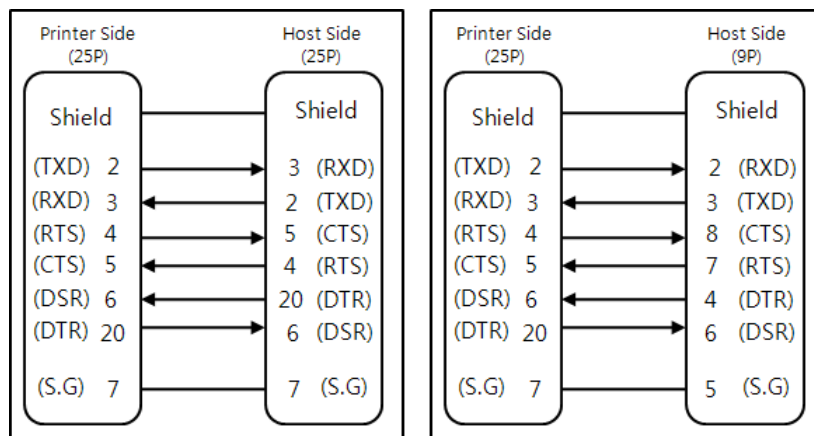 Printer Side Host Side
(25P) (25P)
Shield Shield
(TXD) 2 3 (RXD)
(RXD) 3 2 (TXD)
(RTS) 4 5 (CTS)
(CTS) 5 4 (RTS)
(DSR) 6 20 (DTR)
(DTR) 20 6 (DSR)
(S.G) 7 7 (S.G)
Printer Side Host Side
(25P) (9P)
Shield Shield
(TXD) 2 2 (RXD)
(RXD) 3 3 (TXD)
(RTS) 4 8 (CTS)
(CTS) 5 7 (RTS)
(DSR) 6 4 (DTR)
(DTR) 20 6 (DSR)
(S.G) 7 5 (S.G)